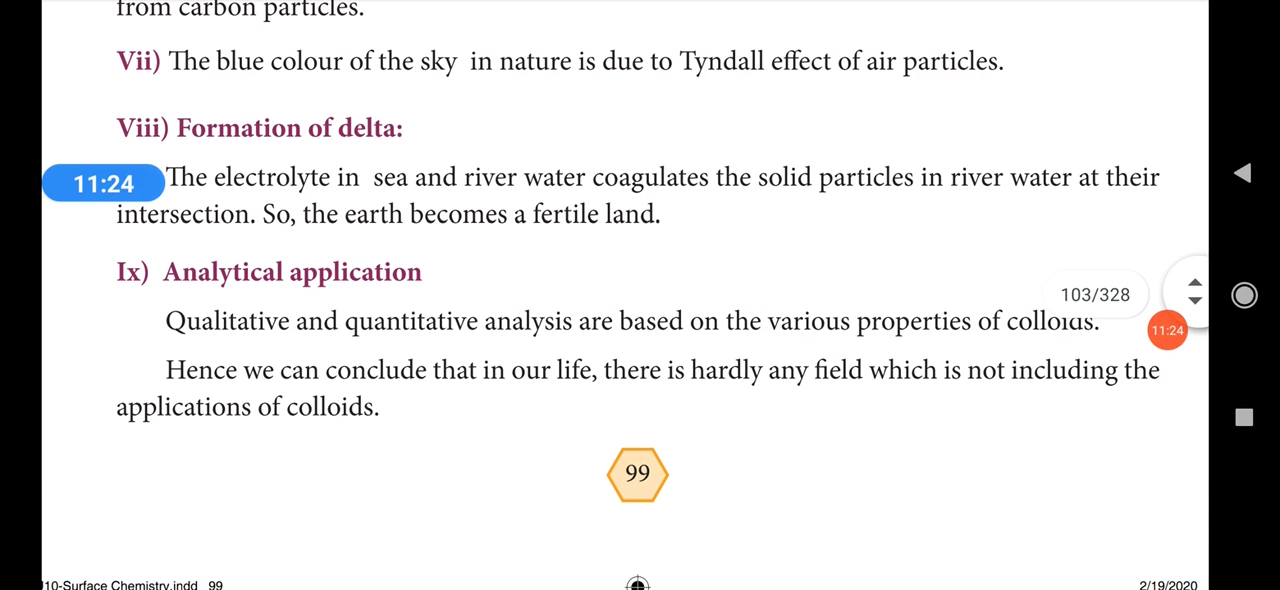 from carbon particles.
Vii) The blue colour of the sky in nature is due to Tyndall effect of air particles.
Viii) Formation of delta:
11:24 The electrolyte in sea and river water coagulates the solid particles in river water at their
intersection. So, the earth becomes a fertile land.
Ix) Analytical application
103/328
Qualitative and quantitative analysis are based on the various properties of colloids.
11:24
Hence we can conclude that in our life, there is hardly any field which is not including the
applications of colloids.
99
10-Surface Chemistry.indd 99
2/19/2020